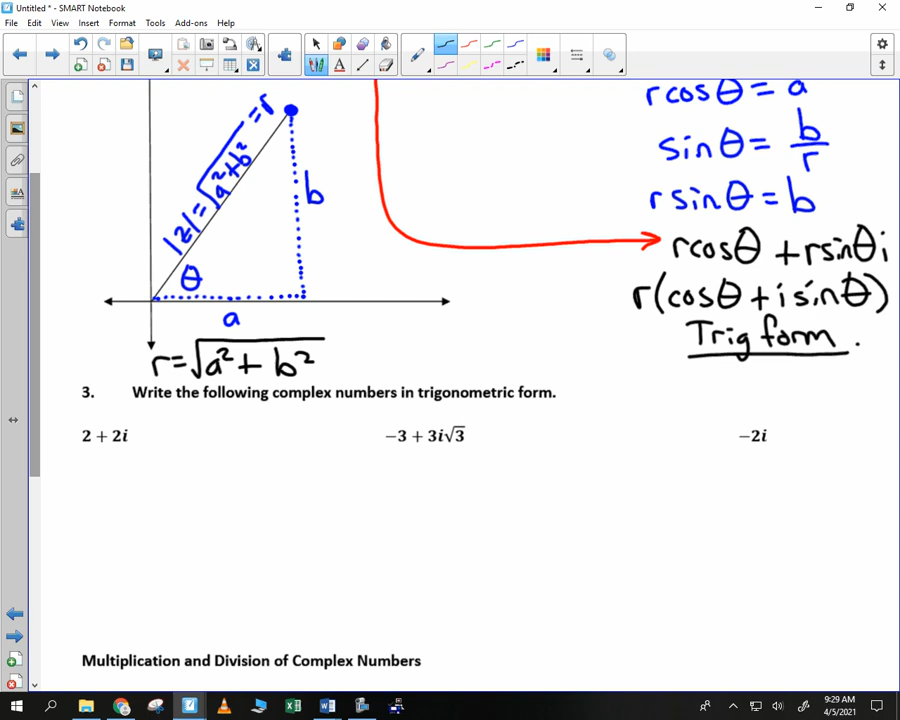 Untitled * - SMART Notebook
File Edit View Insert Format Tools Add-ons Help
r cos θ = a
sin θ = b/r
r sin θ = b
r cos θ + r sin θ i
r(cos θ + i sin θ)
Trig form.
|z| = √a²+b² = r
b
θ
a
r = √a² + b²
3. Write the following complex numbers in trigonometric form.
2 + 2i −3 + 3i√3 −2i
Multiplication and Division of Complex Numbers
9:29 AM
4/5/2021